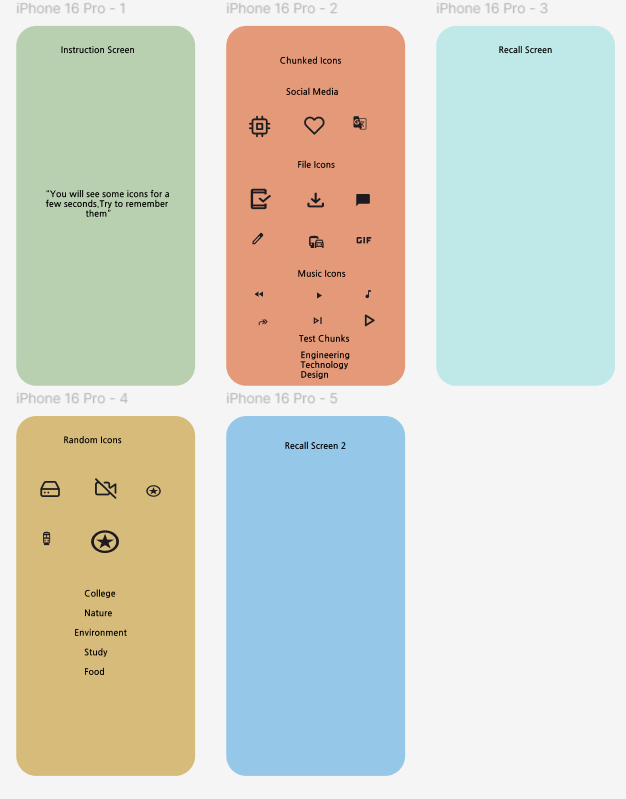 iPhone 16 Pro - 1
Instruction Screen
"You will see some icons for a
few seconds.Try to remember
them"
iPhone 16 Pro - 2
Chunked Icons
Social Media
File Icons
GIF
Music Icons
Test Chunks
Engineering
Technology
Design
iPhone 16 Pro - 3
Recall Screen
iPhone 16 Pro - 4
Random Icons
College
Nature
Environment
Study
Food
iPhone 16 Pro - 5
Recall Screen 2